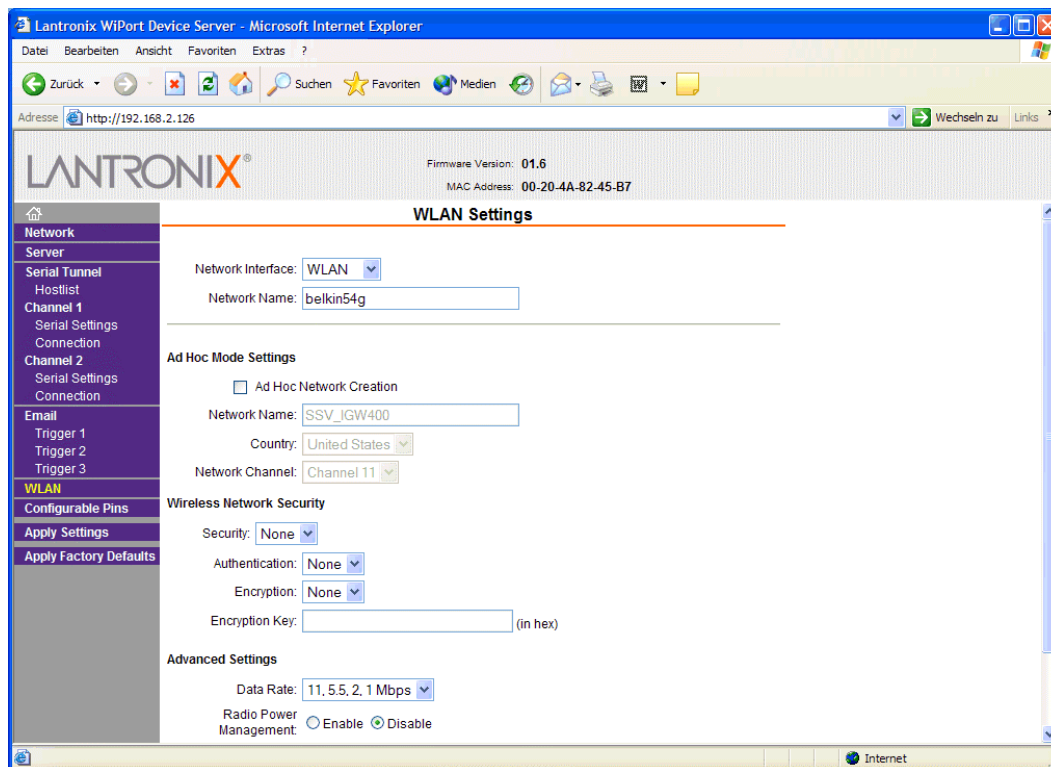 Lantronix WiPort Device Server - Microsoft Internet Explorer
Datei Bearbeiten Ansicht Favoriten Extras ?
Zurück Suchen Favoriten Medien
Adresse http://192.168.2.126 Wechseln zu Links
LANTRONIX®
Firmware Version: 01.6
MAC Address: 00-20-4A-82-45-B7
Network
Server
Serial Tunnel
Hostlist
Channel 1
Serial Settings
Connection
Channel 2
Serial Settings
Connection
Email
Trigger 1
Trigger 2
Trigger 3
WLAN
Configurable Pins
Apply Settings
Apply Factory Defaults
WLAN Settings
Network Interface: WLAN
Network Name: belkin54g
Ad Hoc Mode Settings
Ad Hoc Network Creation
Network Name: SSV_IGW400
Country: United States
Network Channel: Channel 11
Wireless Network Security
Security: None
Authentication: None
Encryption: None
Encryption Key: (in hex)
Advanced Settings
Data Rate: 11, 5.5, 2, 1 Mbps
Radio Power
Management: Enable Disable
Internet